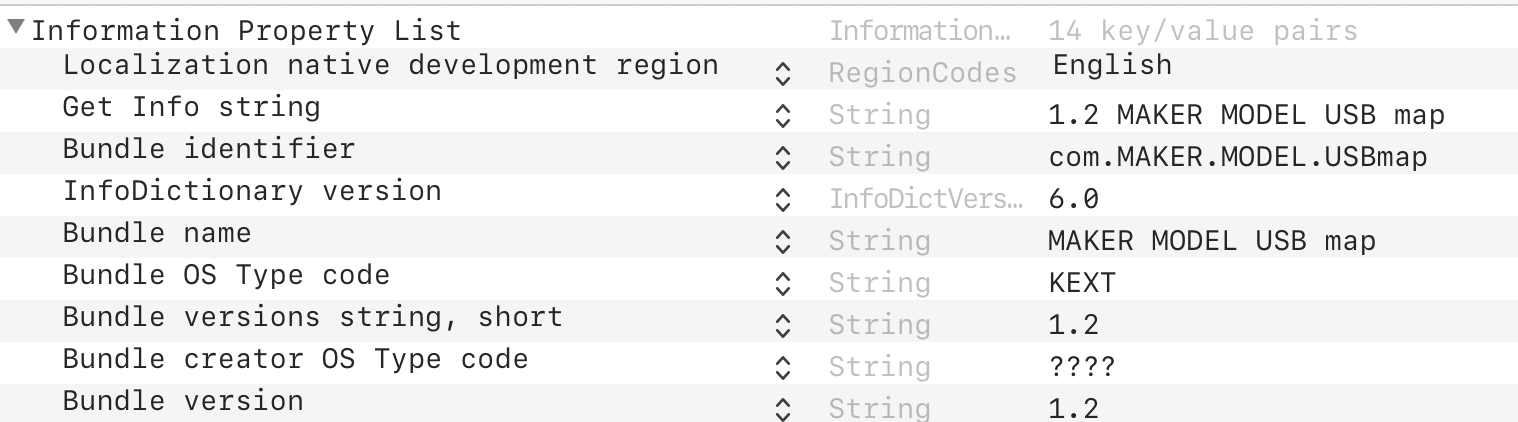 Information Property List Information… 14 key/value pairs
Localization native development region RegionCodes English
Get Info string String 1.2 MAKER MODEL USB map
Bundle identifier String com.MAKER.MODEL.USBmap
InfoDictionary version InfoDictVers… 6.0
Bundle name String MAKER MODEL USB map
Bundle OS Type code String KEXT
Bundle versions string, short String 1.2
Bundle creator OS Type code String ????
Bundle version String 1.2